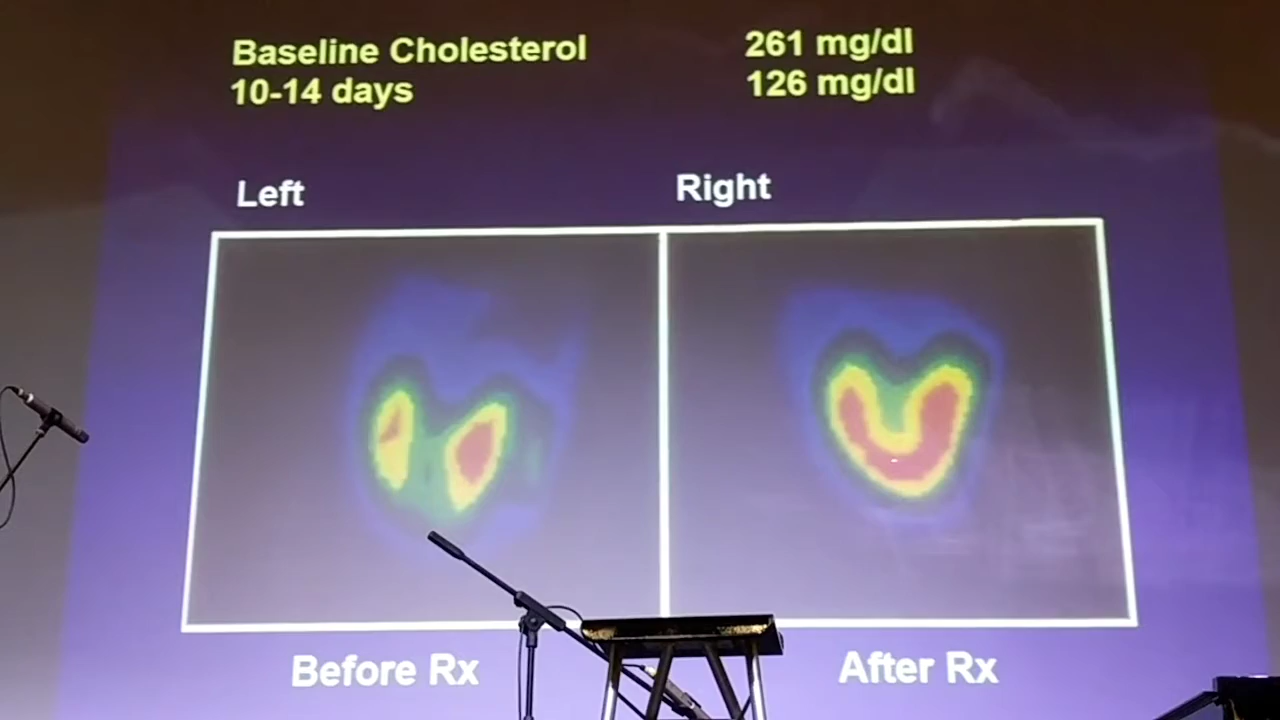 Baseline Cholesterol 261 mg/dl
10-14 days 126 mg/dl
Left Right
Before Rx After Rx